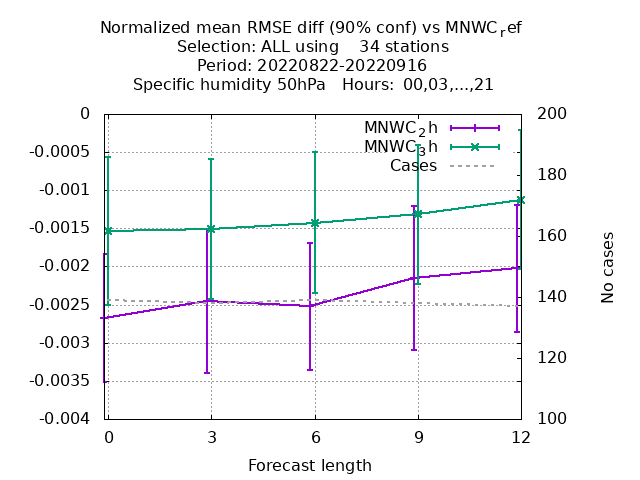 Normalized mean RMSE diff (90% conf) vs MNWC_ref
Selection: ALL using    34 stations
Period: 20220822-20220916
Specific humidity 50hPa   Hours: 00,03,...,21
0
-0.0005
-0.001
-0.0015
-0.002
-0.0025
-0.003
-0.0035
-0.004
200
180
160
140
120
100
No cases
MNWC_2h
MNWC_3h
Cases
0
3
6
9
12
Forecast length